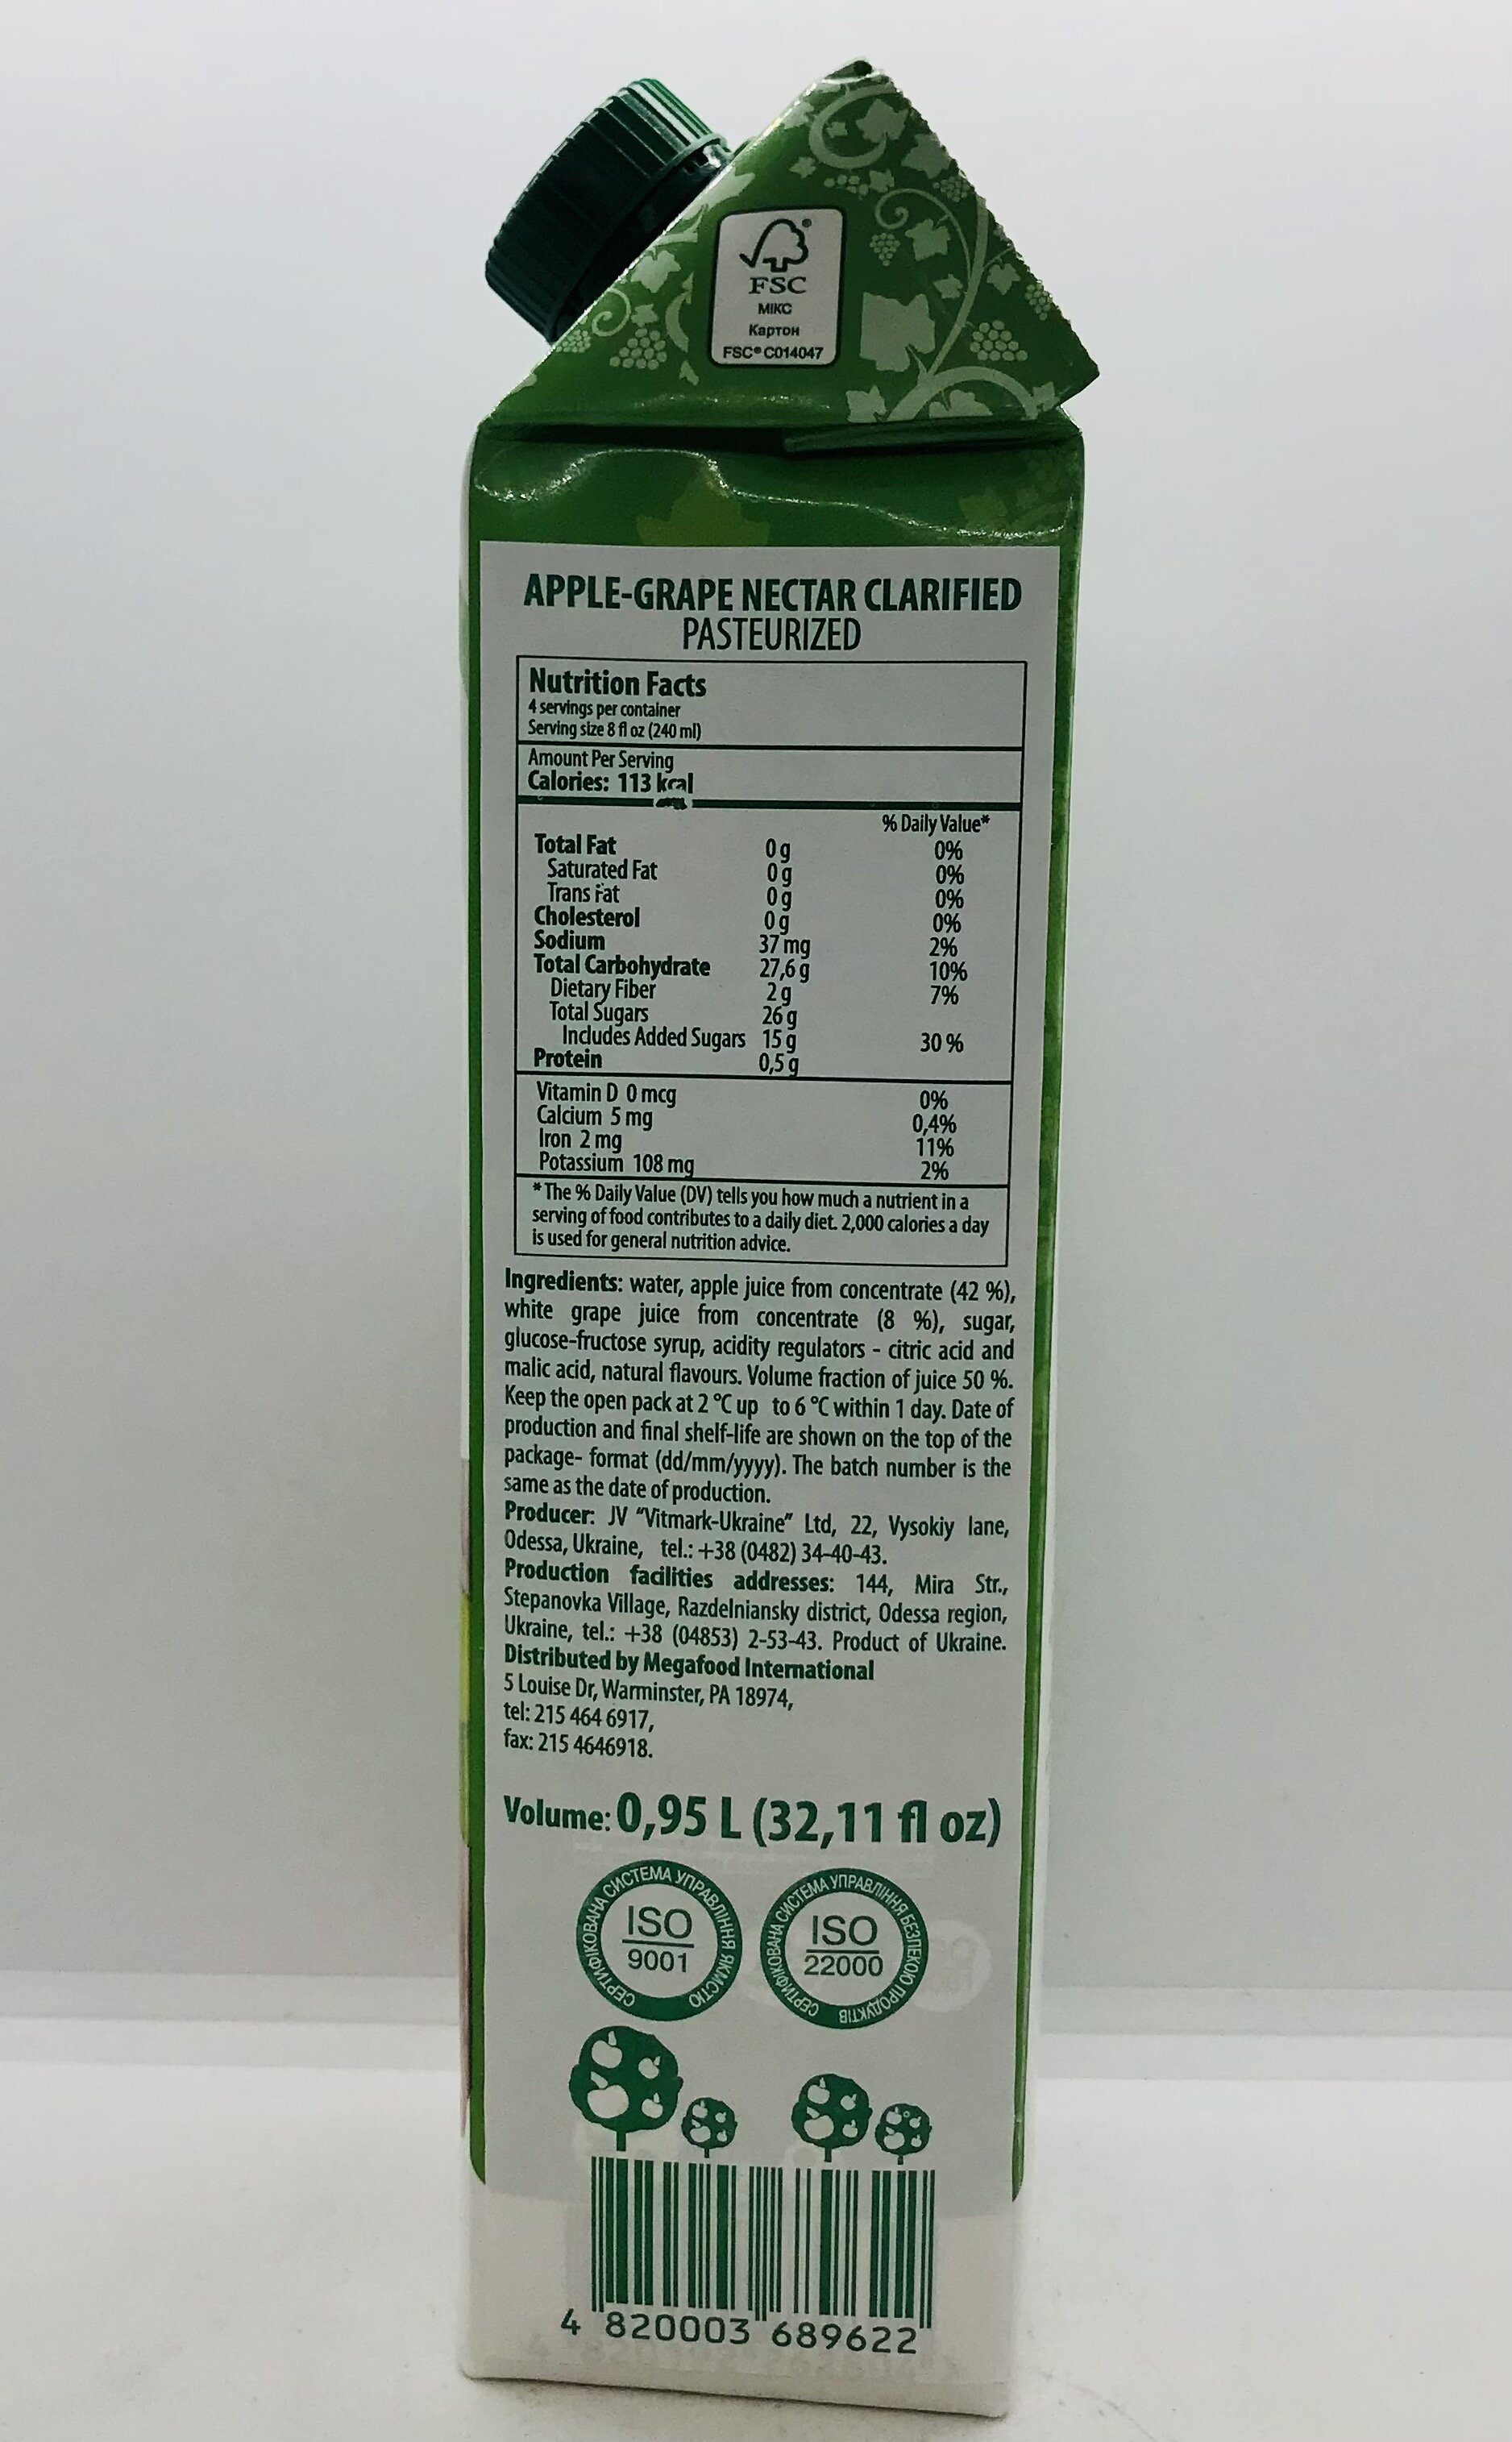 FSC
МІКС
Картон
FSC® C014047
APPLE-GRAPE NECTAR CLARIFIED
PASTEURIZED
Nutrition Facts
4 servings per container
Serving size 8 fl oz (240 ml)
Amount Per Serving
Calories: 113 kcal
% Daily Value*
Total Fat 0 g 0%
Saturated Fat 0 g 0%
Trans Fat 0 g 0%
Cholesterol 0 g 0%
Sodium 37 mg 2%
Total Carbohydrate 27,6 g 10%
Dietary Fiber 2 g 7%
Total Sugars 26 g
Includes Added Sugars 15 g 30 %
Protein 0,5 g
Vitamin D 0 mcg 0%
Calcium 5 mg 0,4%
Iron 2 mg 11%
Potassium 108 mg 2%
* The % Daily Value (DV) tells you how much a nutrient in a
serving of food contributes to a daily diet. 2,000 calories a day
is used for general nutrition advice.
Ingredients: water, apple juice from concentrate (42 %),
white grape juice from concentrate (8 %), sugar,
glucose-fructose syrup, acidity regulators - citric acid and
malic acid, natural flavours. Volume fraction of juice 50 %.
Keep the open pack at 2 °C up to 6 °C within 1 day. Date of
production and final shelf-life are shown on the top of the
package- format (dd/mm/yyyy). The batch number is the
same as the date of production.
Producer: JV "Vitmark-Ukraine" Ltd, 22, Vysokiy lane,
Odessa, Ukraine, tel.: +38 (0482) 34-40-43.
Production facilities addresses: 144, Mira Str.,
Stepanovka Village, Razdelniansky district, Odessa region,
Ukraine, tel.: +38 (04853) 2-53-43. Product of Ukraine.
Distributed by Megafood International
5 Louise Dr, Warminster, PA 18974,
tel: 215 464 6917,
fax: 215 4646918.
Volume: 0,95 L (32,11 fl oz)
СЕРТИФІКОВАНА СИСТЕМА УПРАВЛІННЯ ЯКІСТЮ
ISO
9001
СЕРТИФІКОВАНА СИСТЕМА УПРАВЛІННЯ БЕЗПЕКОЮ ПРОДУКТІВ
ISO
22000
4 820003 689622